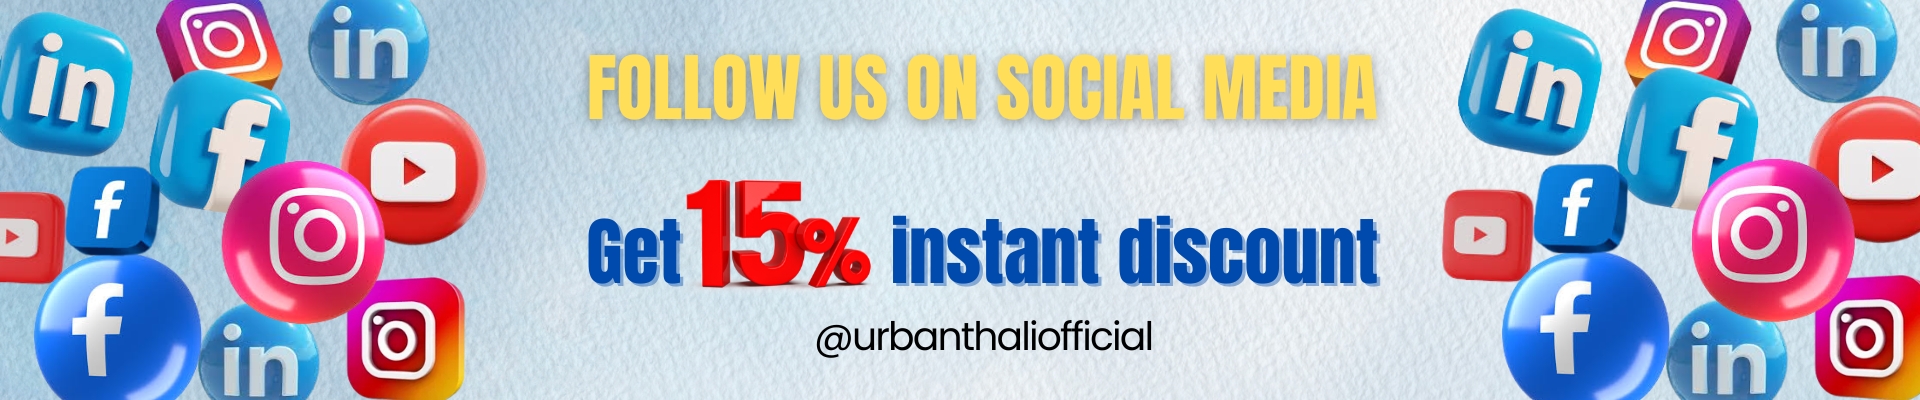 FOLLOW US ON SOCIAL MEDIA
Get 15% instant discount
@urbanthaliofficial